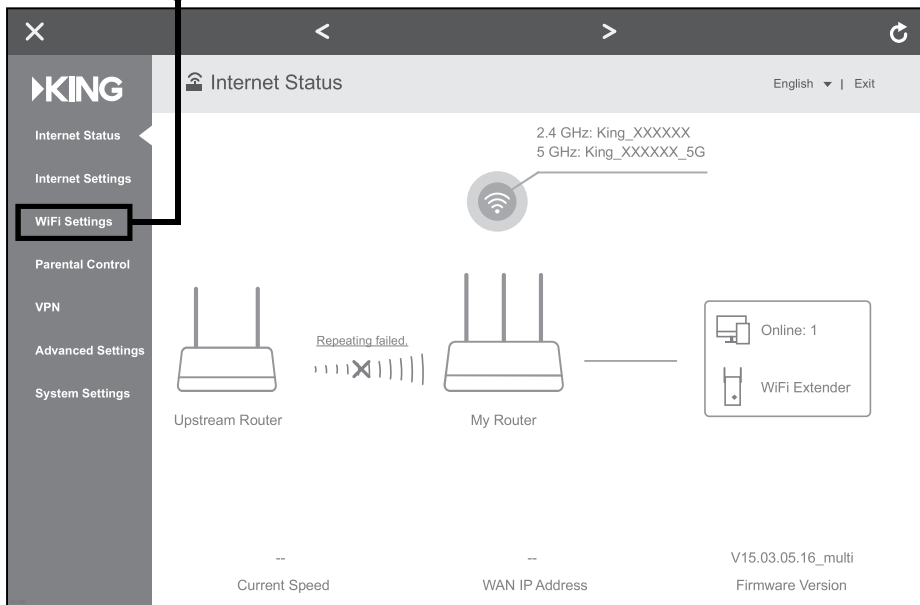 KING
Internet Status
English | Exit
Internet Status
Internet Settings
WiFi Settings
Parental Control
VPN
Advanced Settings
System Settings
2.4 GHz: King_XXXXXX
5 GHz: King_XXXXXX_5G
Repeating failed.
Upstream Router
My Router
Online: 1
WiFi Extender
--
Current Speed
--
WAN IP Address
V15.03.05.16_multi
Firmware Version